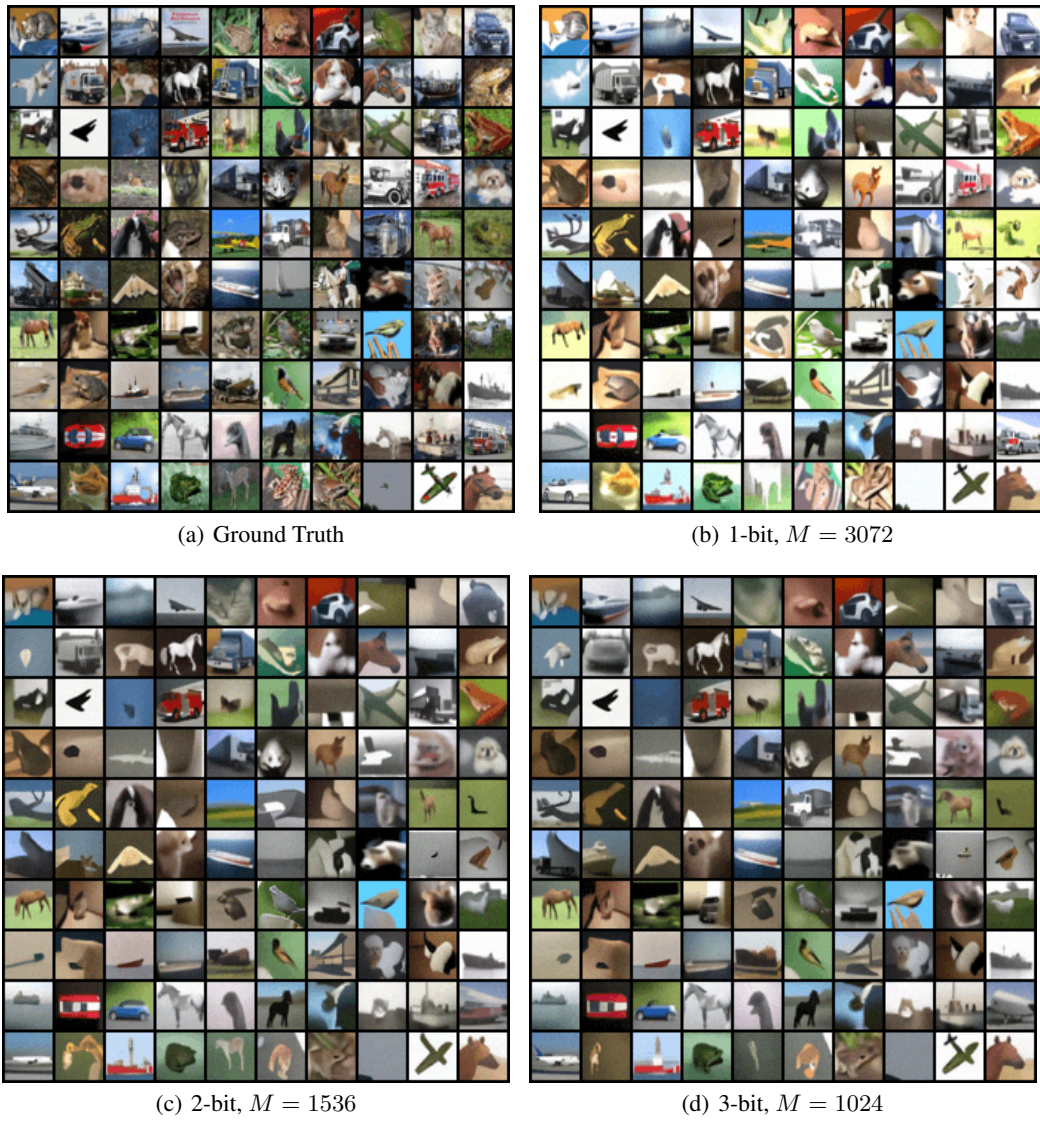 (a) Ground Truth
(b) 1-bit, M = 3072
(c) 2-bit, M = 1536
(d) 3-bit, M = 1024